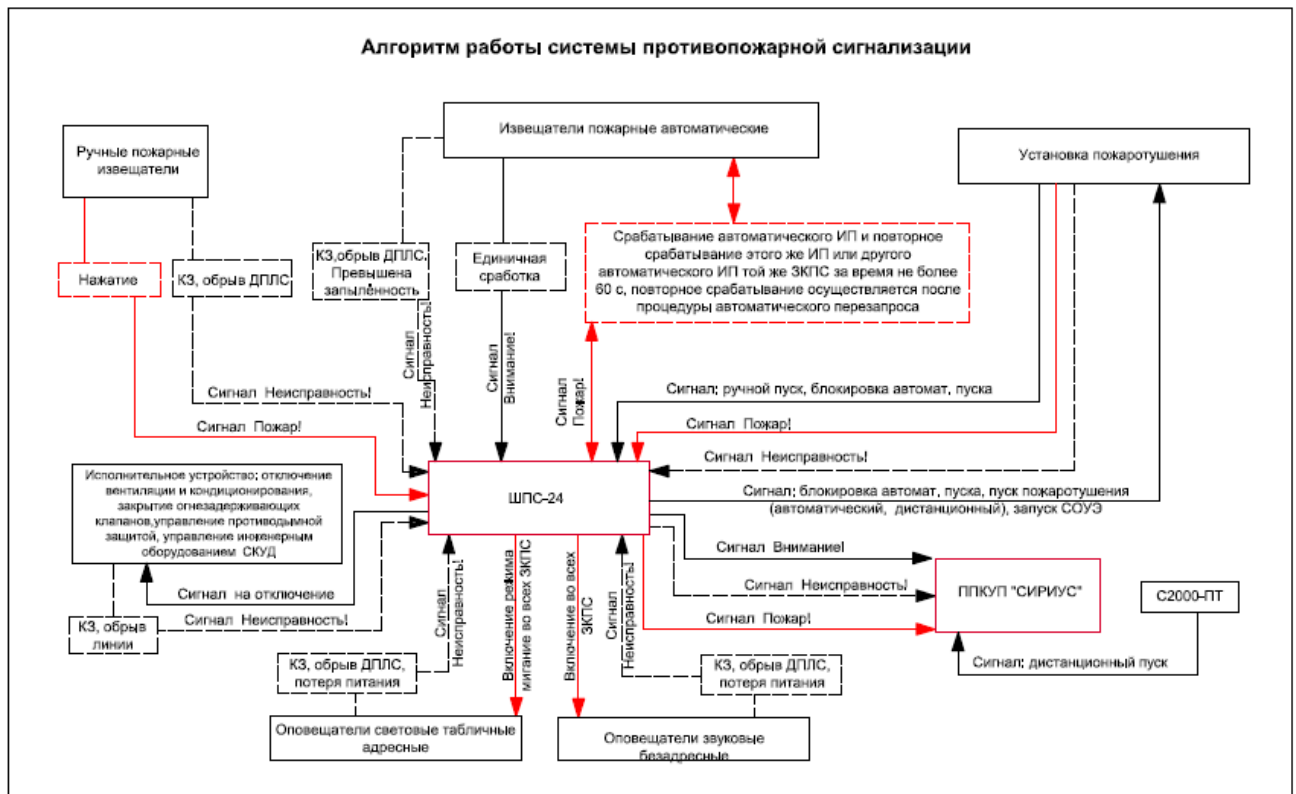 Алгоритм работы системы противопожарной сигнализации
Ручные пожарные
извещатели
Извещатели пожарные автоматические
Установка пожаротушения
Нажатие
КЗ, обрыв ДПЛС
КЗ,обрыв ДПЛС.
Превышена
запылённость
Единичная
сработка
Срабатывание автоматического ИП и повторное
срабатывание этого же ИП или другого
автоматического ИП той же ЗКПС за время не более
60 с, повторное срабатывание осуществляется после
процедуры автоматического перезапроса
Сигнал
Неисправность!
Сигнал
Внимание!
Сигнал
Пожар!
Сигнал Неисправность!
Сигнал Пожар!
Сигнал; ручной пуск, блокировка автомат, пуска
Сигнал Пожар!
Сигнал Неисправность!
ШПС-24
Сигнал; блокировка автомат, пуска, пуск пожаротушения
(автоматический, дистанционный), запуск СОУЭ
Исполнительное устройство; отключение
вентиляции и кондиционирования,
закрытие огнезадерживающих
клапанов,управление противодымной
защитой, управление инженерным
оборудованием СКУД
Сигнал на отключение
Сигнал Неисправность!
КЗ, обрыв
линии
Сигнал
Неисправность!
Включение режима
мигание во всех ЗКПС
Включение во всех
ЗКПС
Сигнал
Неисправность!
Сигнал Внимание!
Сигнал Неисправность!
Сигнал Пожар!
ППКУП "СИРИУС"
С2000-ПТ
Сигнал; дистанционный пуск
КЗ, обрыв ДПЛС,
потеря питания
КЗ, обрыв ДПЛС,
потеря питания
Оповещатели световые табличные
адресные
Оповещатели звуковые
безадресные